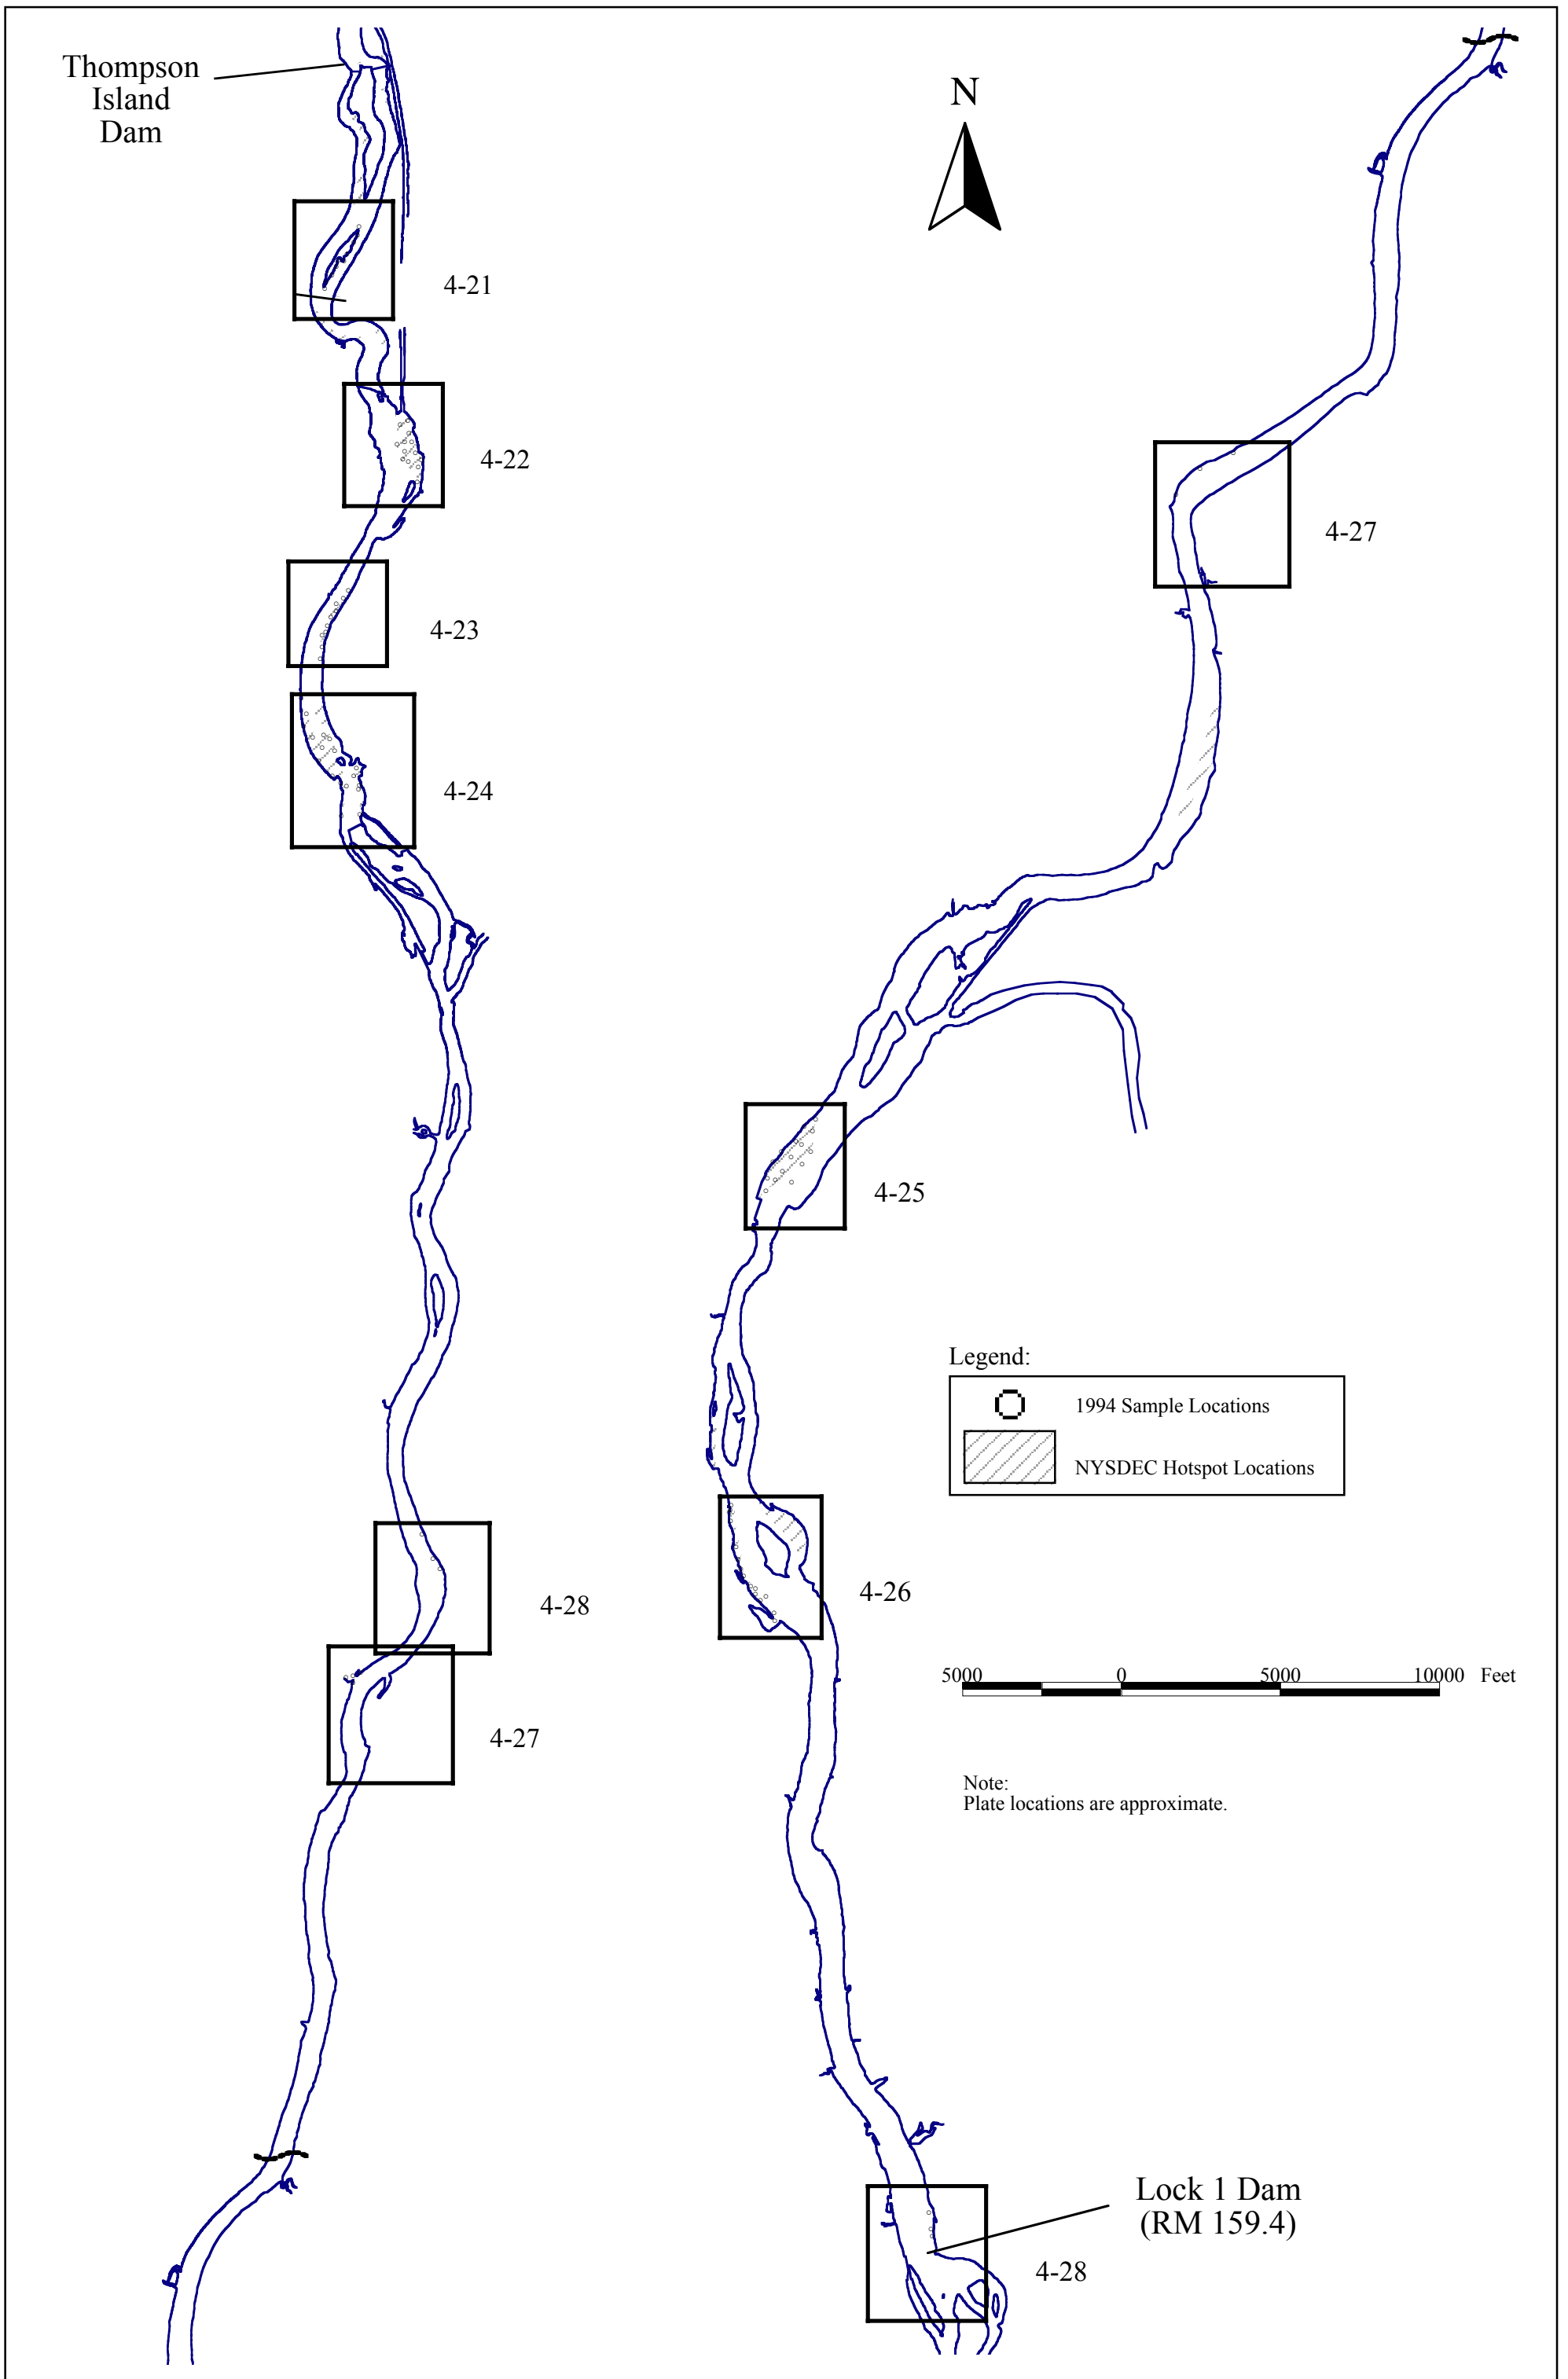 Thompson
Island
Dam
N
4-21
4-22
4-23
4-24
4-28
4-27
4-27
4-25
Legend:
1994 Sample Locations
NYSDEC Hotspot Locations
4-26
5000 0 5000 10000 Feet
Note:
Plate locations are approximate.
Lock 1 Dam
(RM 159.4)
4-28